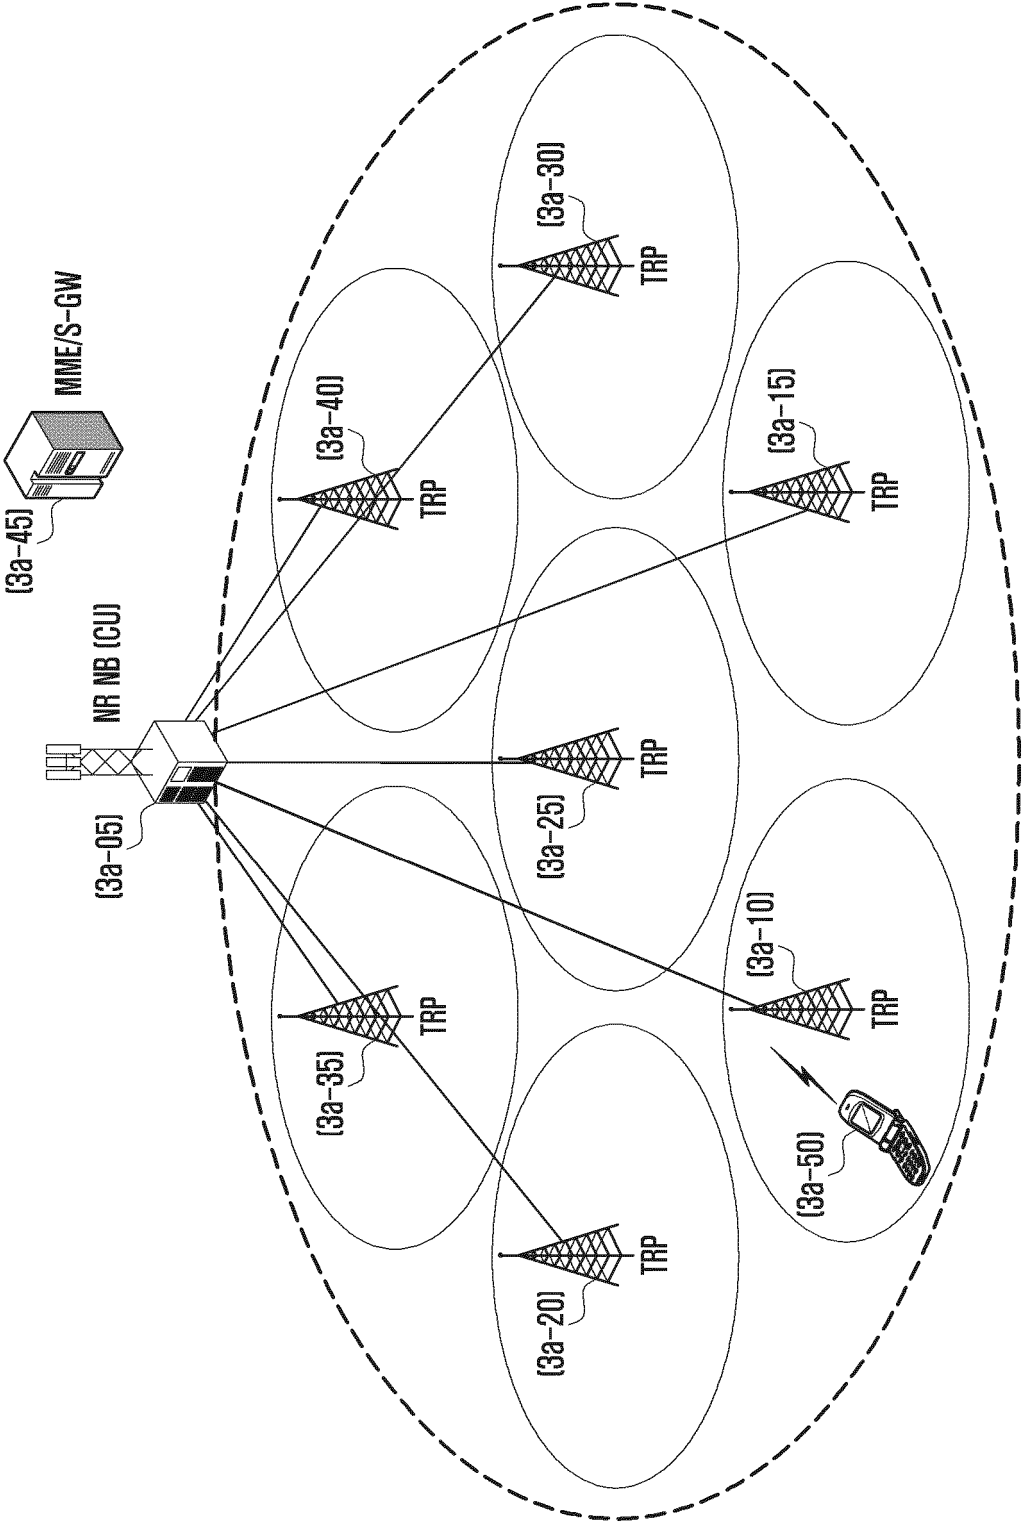 (3a-45)
MME/S-GW
(3a-05)
NR NB (CU)
(3a-35)
TRP
(3a-40)
TRP
(3a-20)
TRP
(3a-25)
TRP
(3a-30)
TRP
(3a-50)
(3a-10)
TRP
(3a-15)
TRP